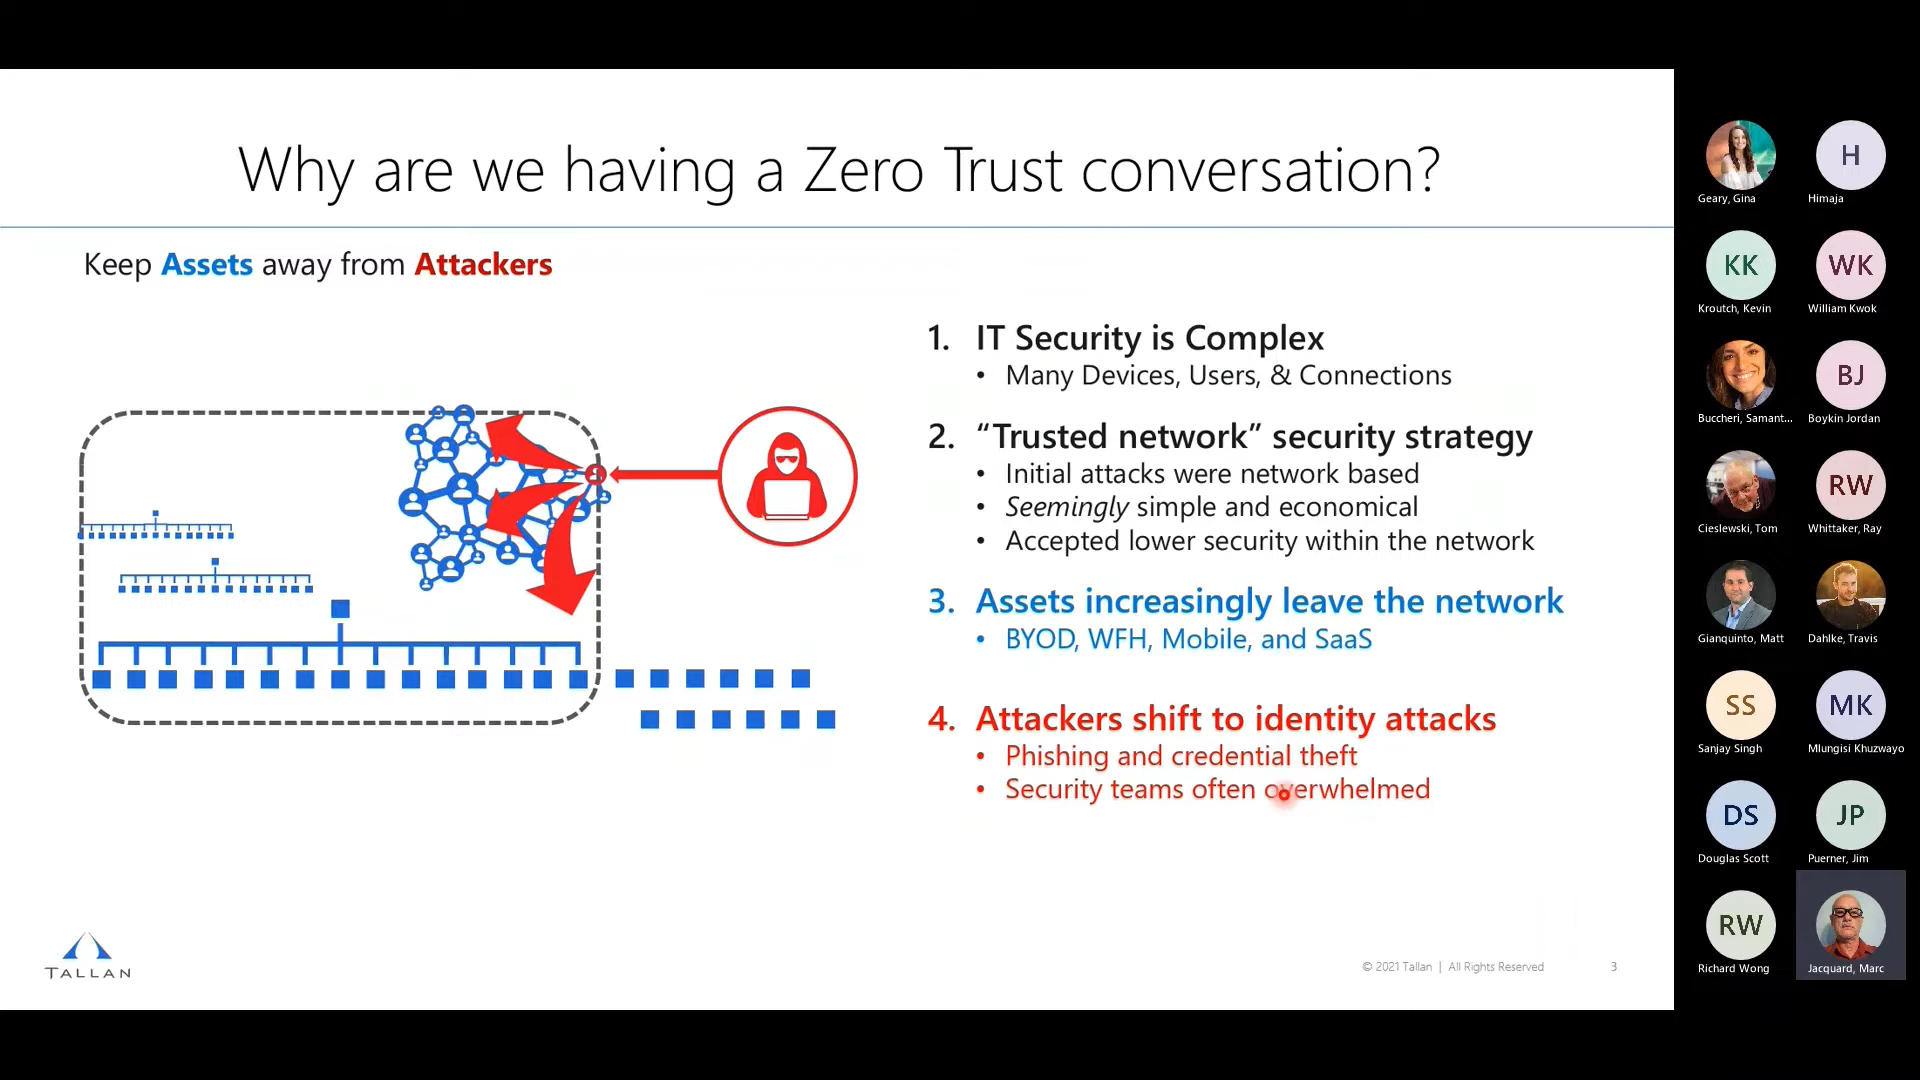 Why are we having a Zero Trust conversation?
Keep Assets away from Attackers
1. IT Security is Complex
• Many Devices, Users, & Connections
2. “Trusted network” security strategy
• Initial attacks were network based
• Seemingly simple and economical
• Accepted lower security within the network
3. Assets increasingly leave the network
• BYOD, WFH, Mobile, and SaaS
4. Attackers shift to identity attacks
• Phishing and credential theft
• Security teams often overwhelmed
TALLAN
© 2021 Tallan | All Rights Reserved
3
Geary, Gina
H
Himaja
KK
Kroutch, Kevin
WK
William Kwok
Buccheri, Samant...
BJ
Boykin Jordan
Cieslewski, Tom
RW
Whittaker, Ray
Gianquinto, Matt
Dahlke, Travis
SS
Sanjay Singh
MK
Mlungisi Khuzwayo
DS
Douglas Scott
JP
Puerner, Jim
RW
Richard Wong
Jacquard, Marc